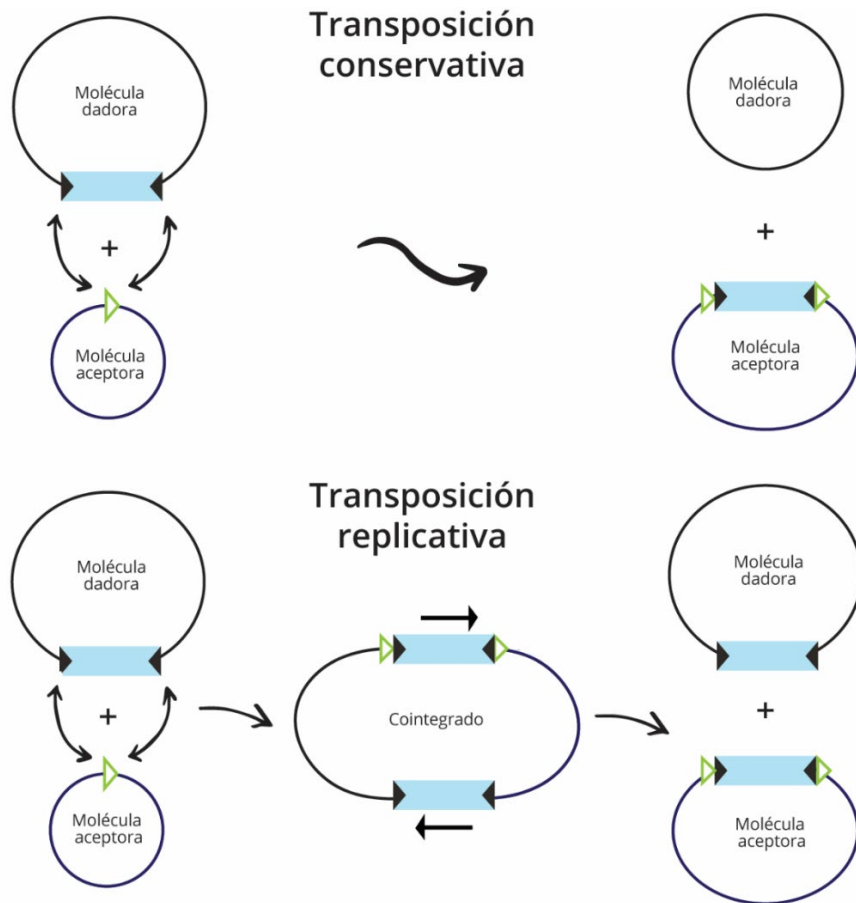 Transposición
conservativa
Molécula
dadora
+
Molécula
aceptora
Molécula
dadora
+
Molécula
aceptora
Transposición
replicativa
Molécula
dadora
+
Molécula
aceptora
Cointegrado
Molécula
dadora
+
Molécula
aceptora